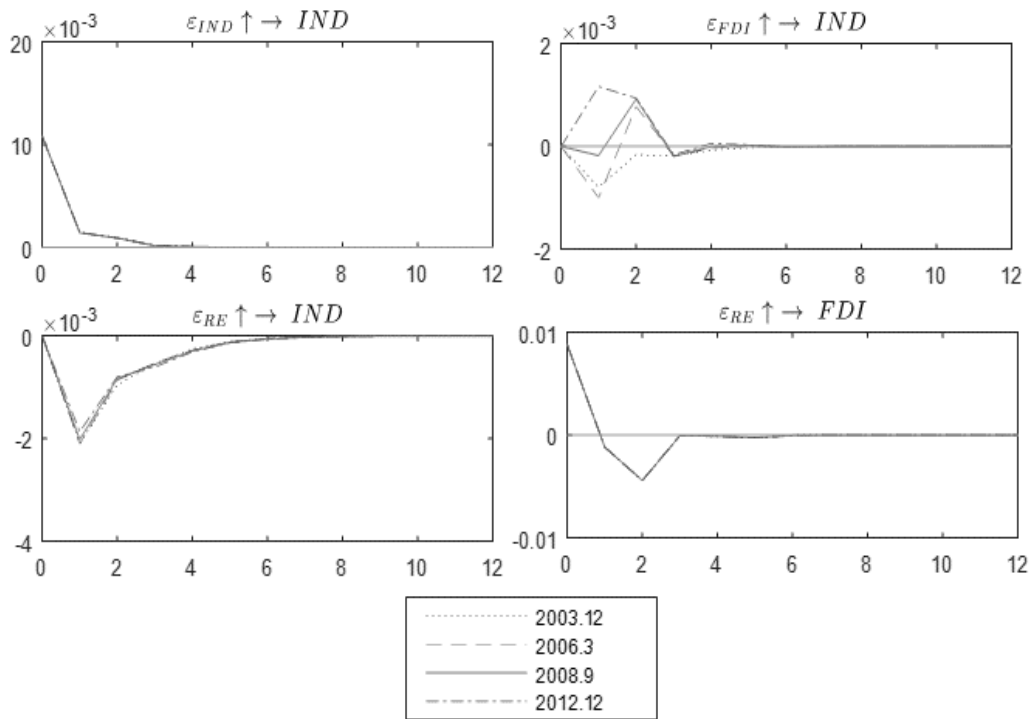 ×10⁻³ ε_IND ↑ → IND
20
10
0
0 2 4 6 8 10 12
×10⁻³ ε_FDI ↑ → IND
2
0
-2
0 2 4 6 8 10 12
×10⁻³ ε_RE ↑ → IND
0
-2
-4
0 2 4 6 8 10 12
ε_RE ↑ → FDI
0.01
0
-0.01
0 2 4 6 8 10 12
2003.12
2006.3
2008.9
2012.12